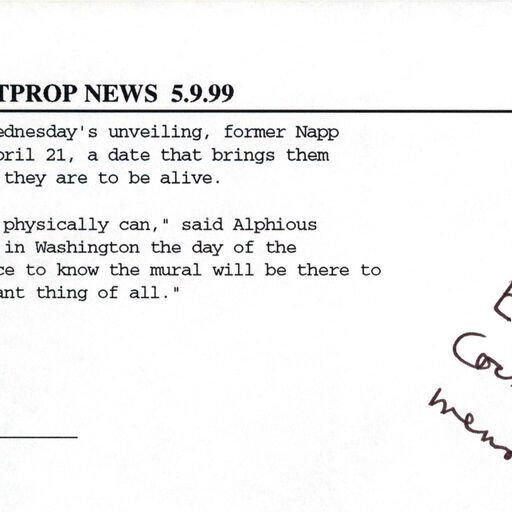 TPROP NEWS 5.9.99
ednesday's unveiling, former Napp
pril 21, a date that brings them
they are to be alive.
physically can," said Alphious
in Washington the day of the
ce to know the mural will be there to
ant thing of all."